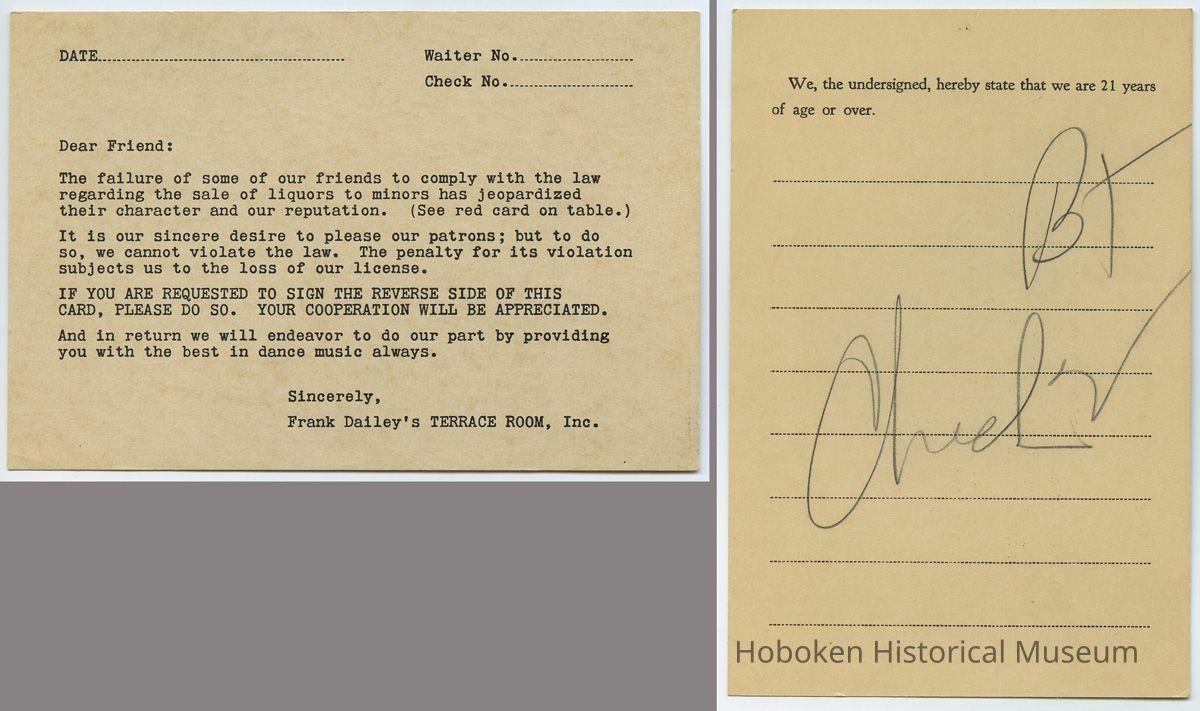 DATE
Waiter No.
Check No.
Dear Friend:
The failure of some of our friends to comply with the law
regarding the sale of liquors to minors has jeopardized
their character and our reputation. (See red card on table.)
It is our sincere desire to please our patrons; but to do
so, we cannot violate the law. The penalty for its violation
subjects us to the loss of our license.
IF YOU ARE REQUESTED TO SIGN THE REVERSE SIDE OF THIS
CARD, PLEASE DO SO. YOUR COOPERATION WILL BE APPRECIATED.
And in return we will endeavor to do our part by providing
you with the best in dance music always.
Sincerely,
Frank Dailey's TERRACE ROOM, Inc.
We, the undersigned, hereby state that we are 21 years
of age or over.
Hoboken Historical Museum